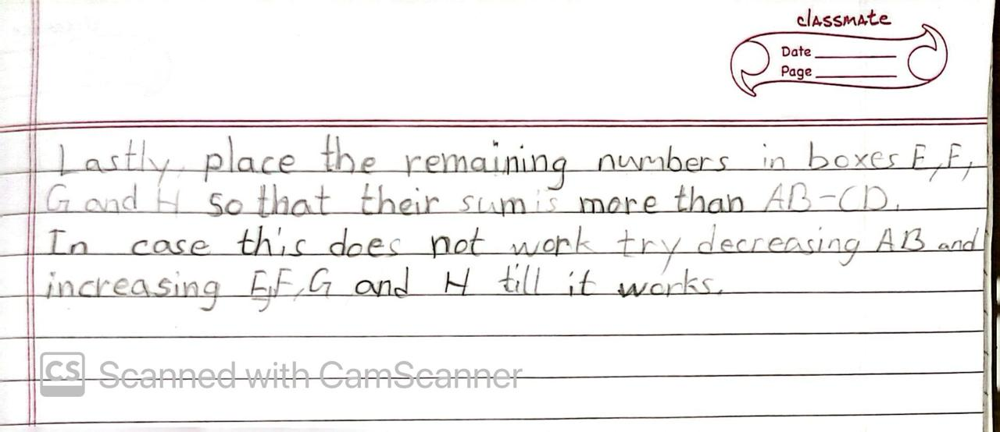 classmate
Date
Page
Lastly, place the remaining numbers in boxes E, F,
G and H so that their sum is more than AB-CD.
In case this does not work try decreasing AB and
increasing E, F, G and H till it works.
CS Scanned with CamScanner